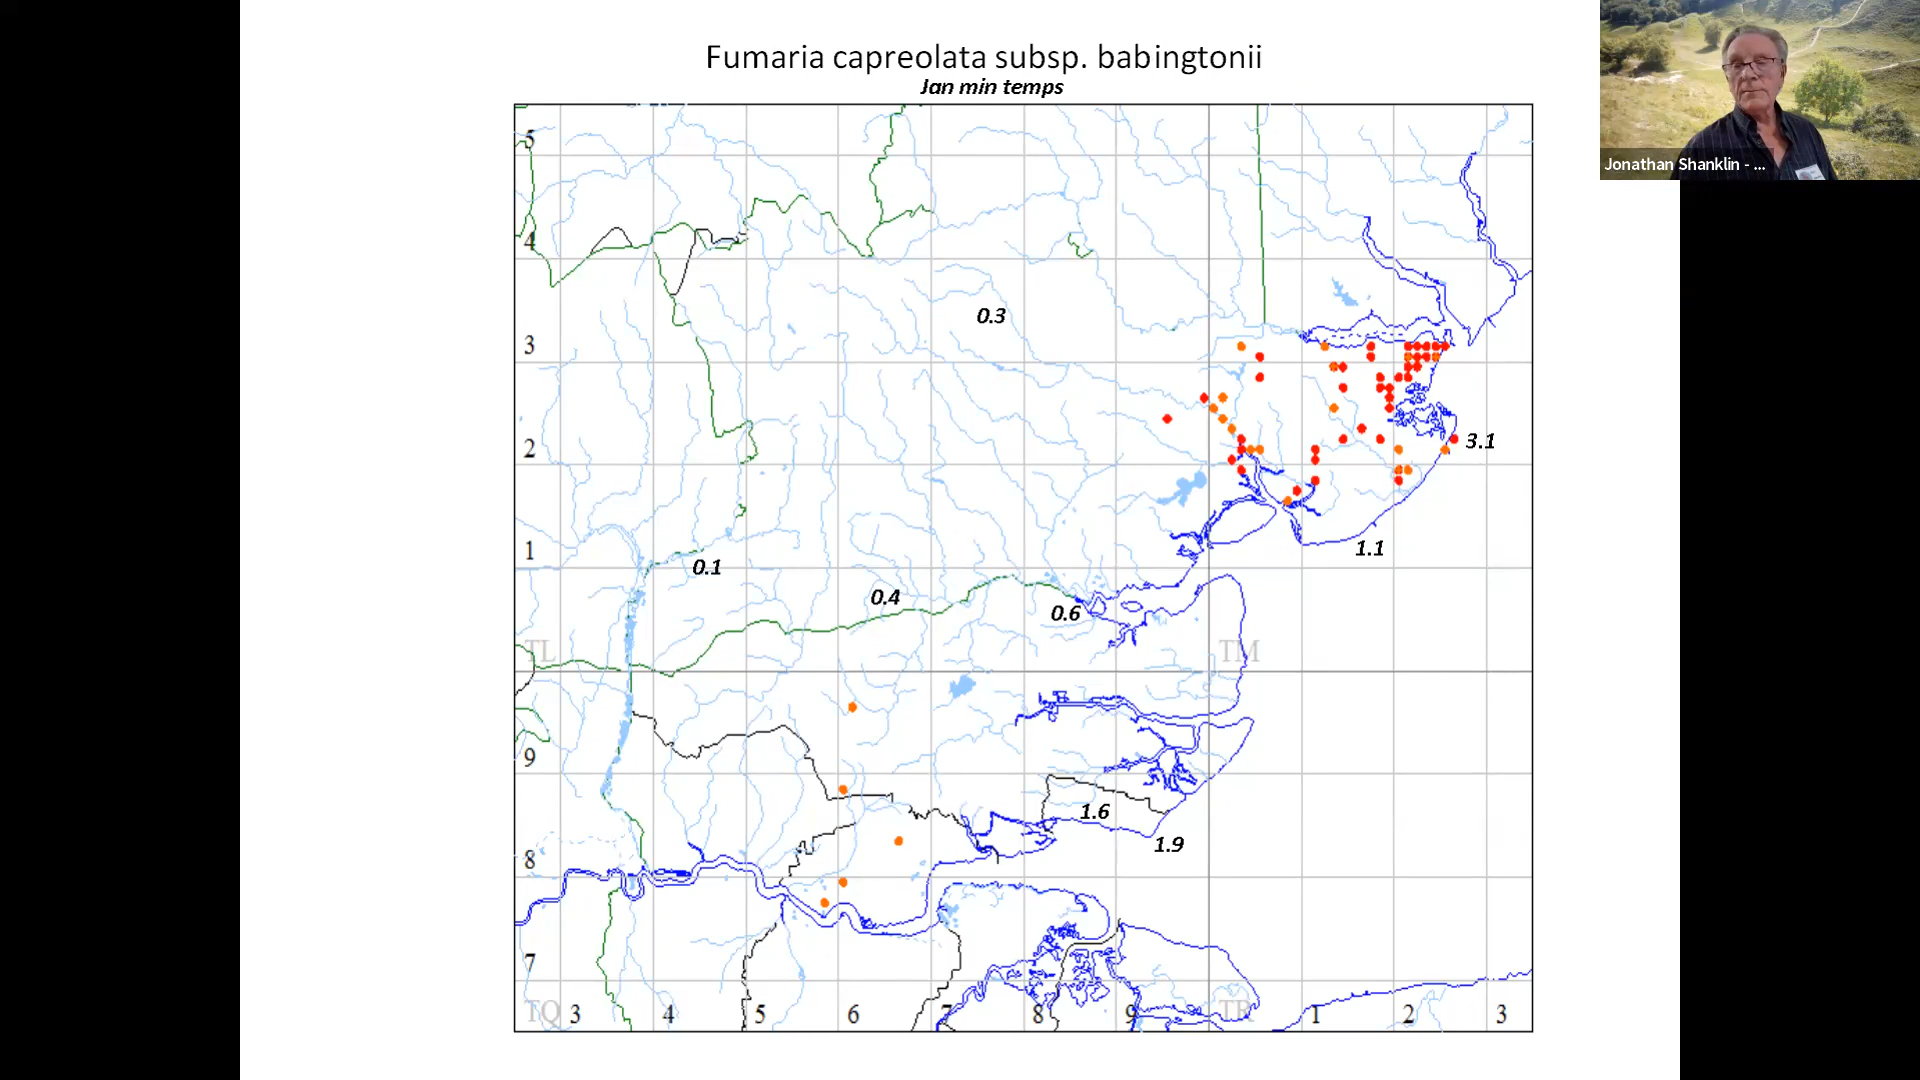 Fumaria capreolata subsp. babingtonii
Jan min temps
Jonathan Shanklin - ...
5
4
0.3
3
3.1
2
1.1
1
0.1
0.4
0.6
TL
TM
9
1.6
1.9
8
7
TQ 3 4 5 6 7 8 9 TR 1 2 3